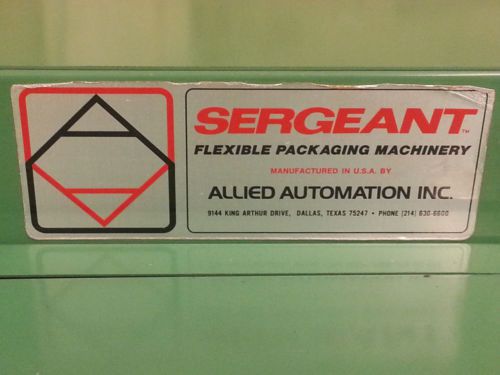 SERGEANT™
FLEXIBLE PACKAGING MACHINERY
MANUFACTURED IN U.S.A. BY
ALLIED AUTOMATION INC.
9144 KING ARTHUR DRIVE, DALLAS, TEXAS 75247 • PHONE (214) 630-6600